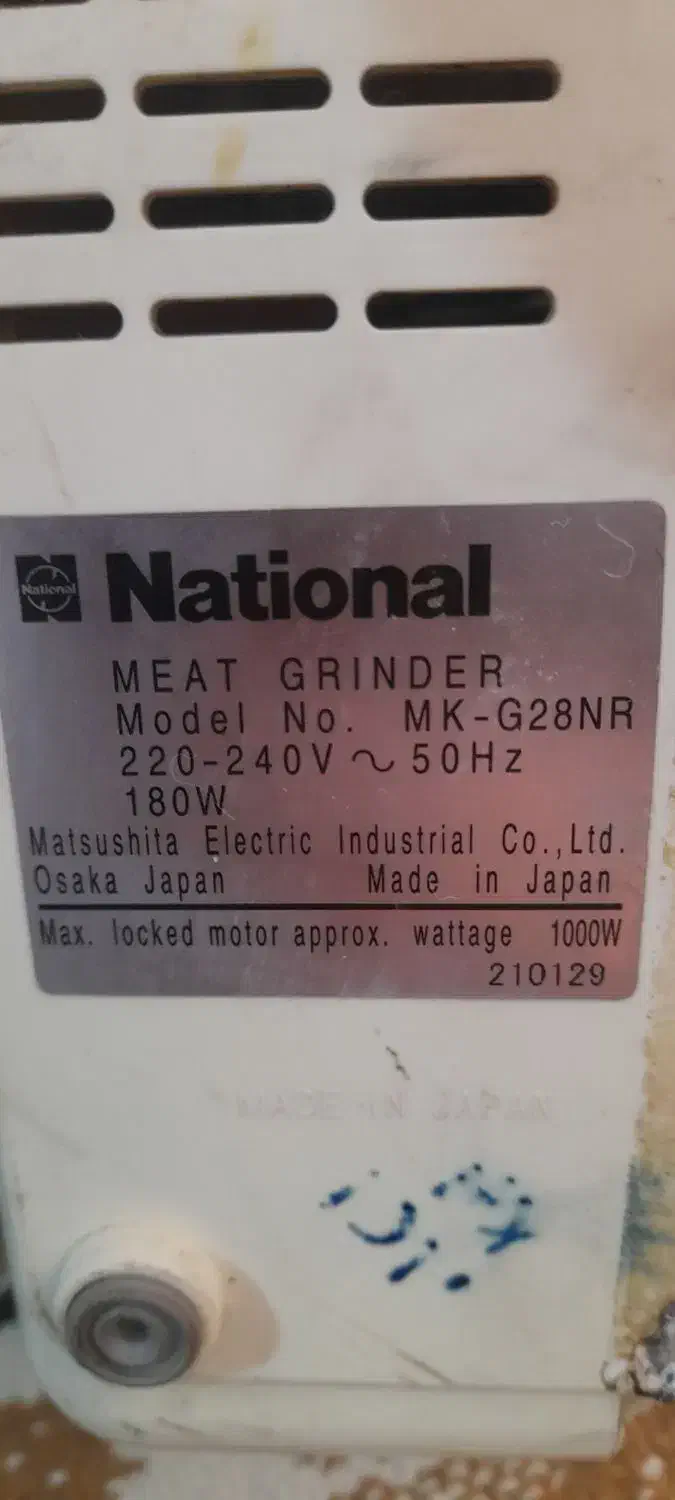 National
National
MEAT GRINDER
Model No. MK-G28NR
220-240V ~ 50Hz
180W
Matsushita Electric Industrial Co.,Ltd.
Osaka Japan Made in Japan
Max. locked motor approx. wattage 1000W
210129
MADE IN JAPAN